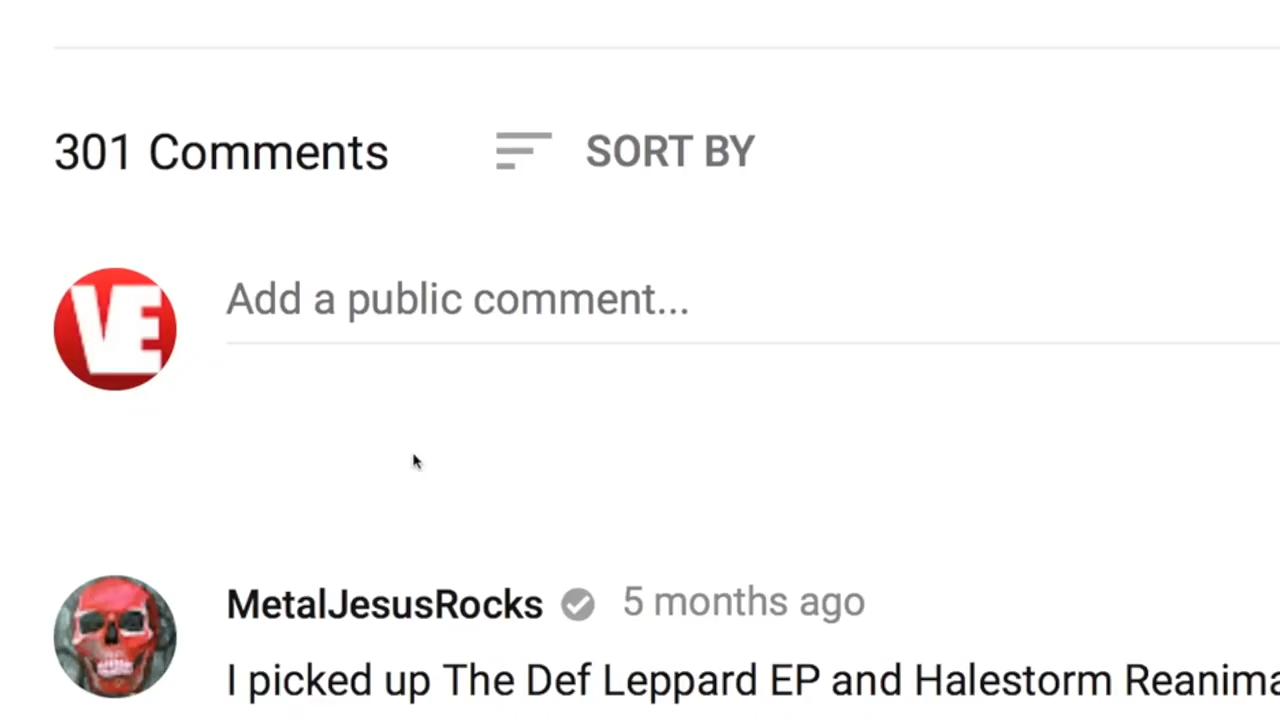 301 Comments
SORT BY
VE
Add a public comment...
MetalJesusRocks
5 months ago
I picked up The Def Leppard EP and Halestorm Reanima